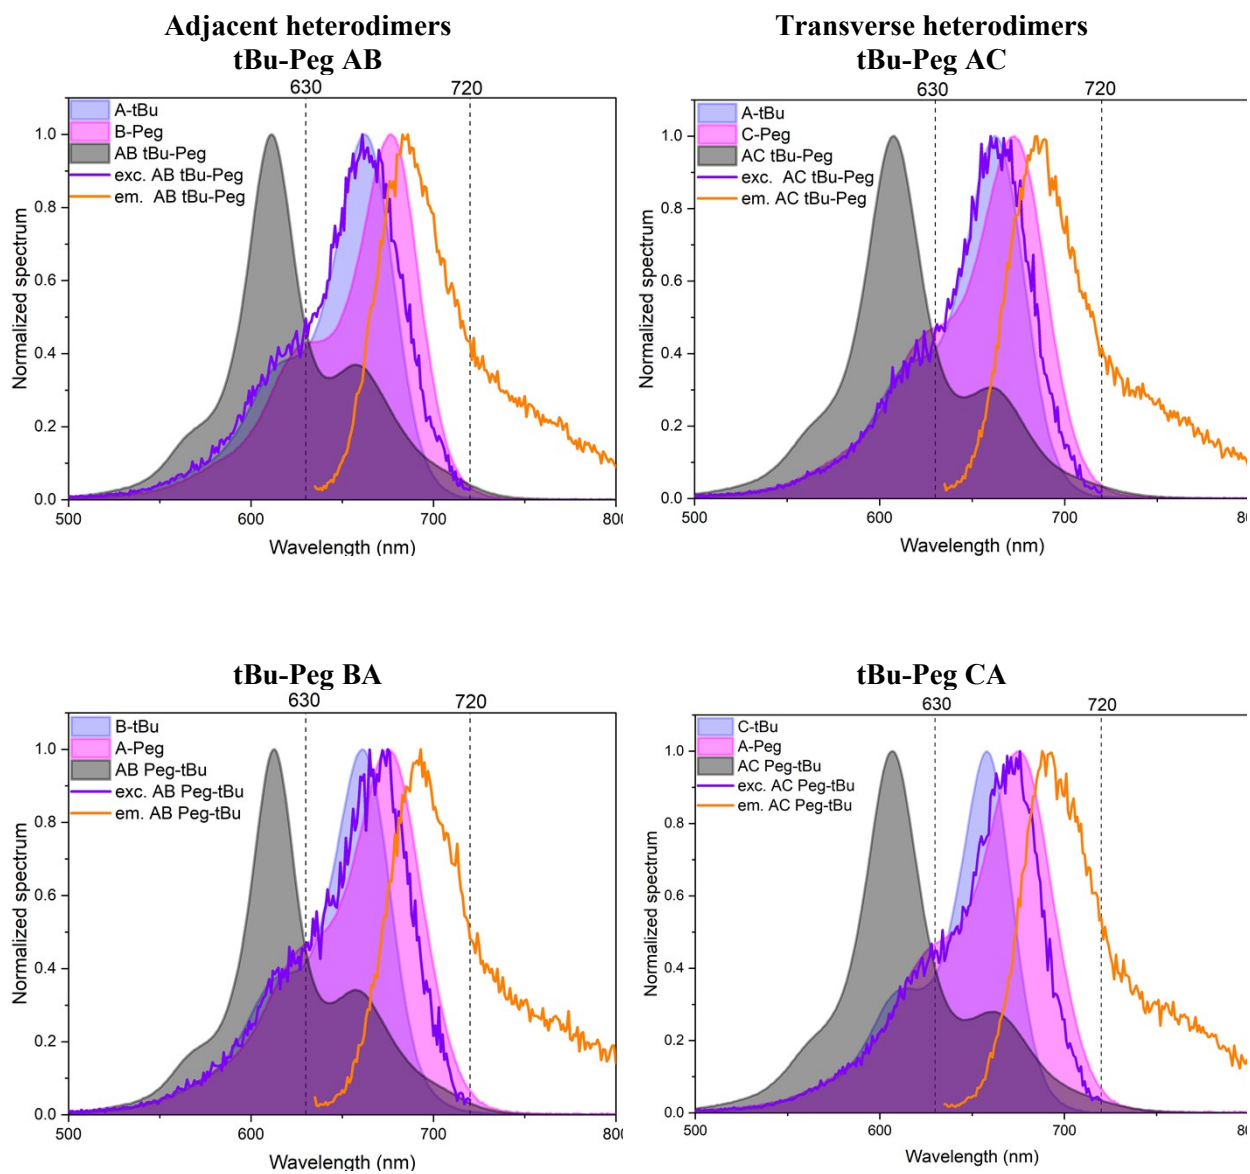 Adjacent heterodimers
tBu-Peg AB
630
720
A-tBu
B-Peg
AB tBu-Peg
exc. AB tBu-Peg
em. AB tBu-Peg
1.0
0.8
0.6
0.4
0.2
0.0
Normalized spectrum
500
600
700
800
Wavelength (nm)
Transverse heterodimers
tBu-Peg AC
630
720
A-tBu
C-Peg
AC tBu-Peg
exc. AC tBu-Peg
em. AC tBu-Peg
1.0
0.8
0.6
0.4
0.2
0.0
Normalized spectrum
500
600
700
80
Wavelength (nm)
tBu-Peg BA
630
720
B-tBu
A-Peg
AB Peg-tBu
exc. AB Peg-tBu
em. AB Peg-tBu
1.0
0.8
0.6
0.4
0.2
0.0
Normalized spectrum
500
600
700
800
Wavelength (nm)
tBu-Peg CA
630
720
C-tBu
A-Peg
AC Peg-tBu
exc. AC Peg-tBu
em. AC Peg-tBu
1.0
0.8
0.6
0.4
0.2
0.0
Normalized spectrum
500
600
700
80
Wavelength (nm)